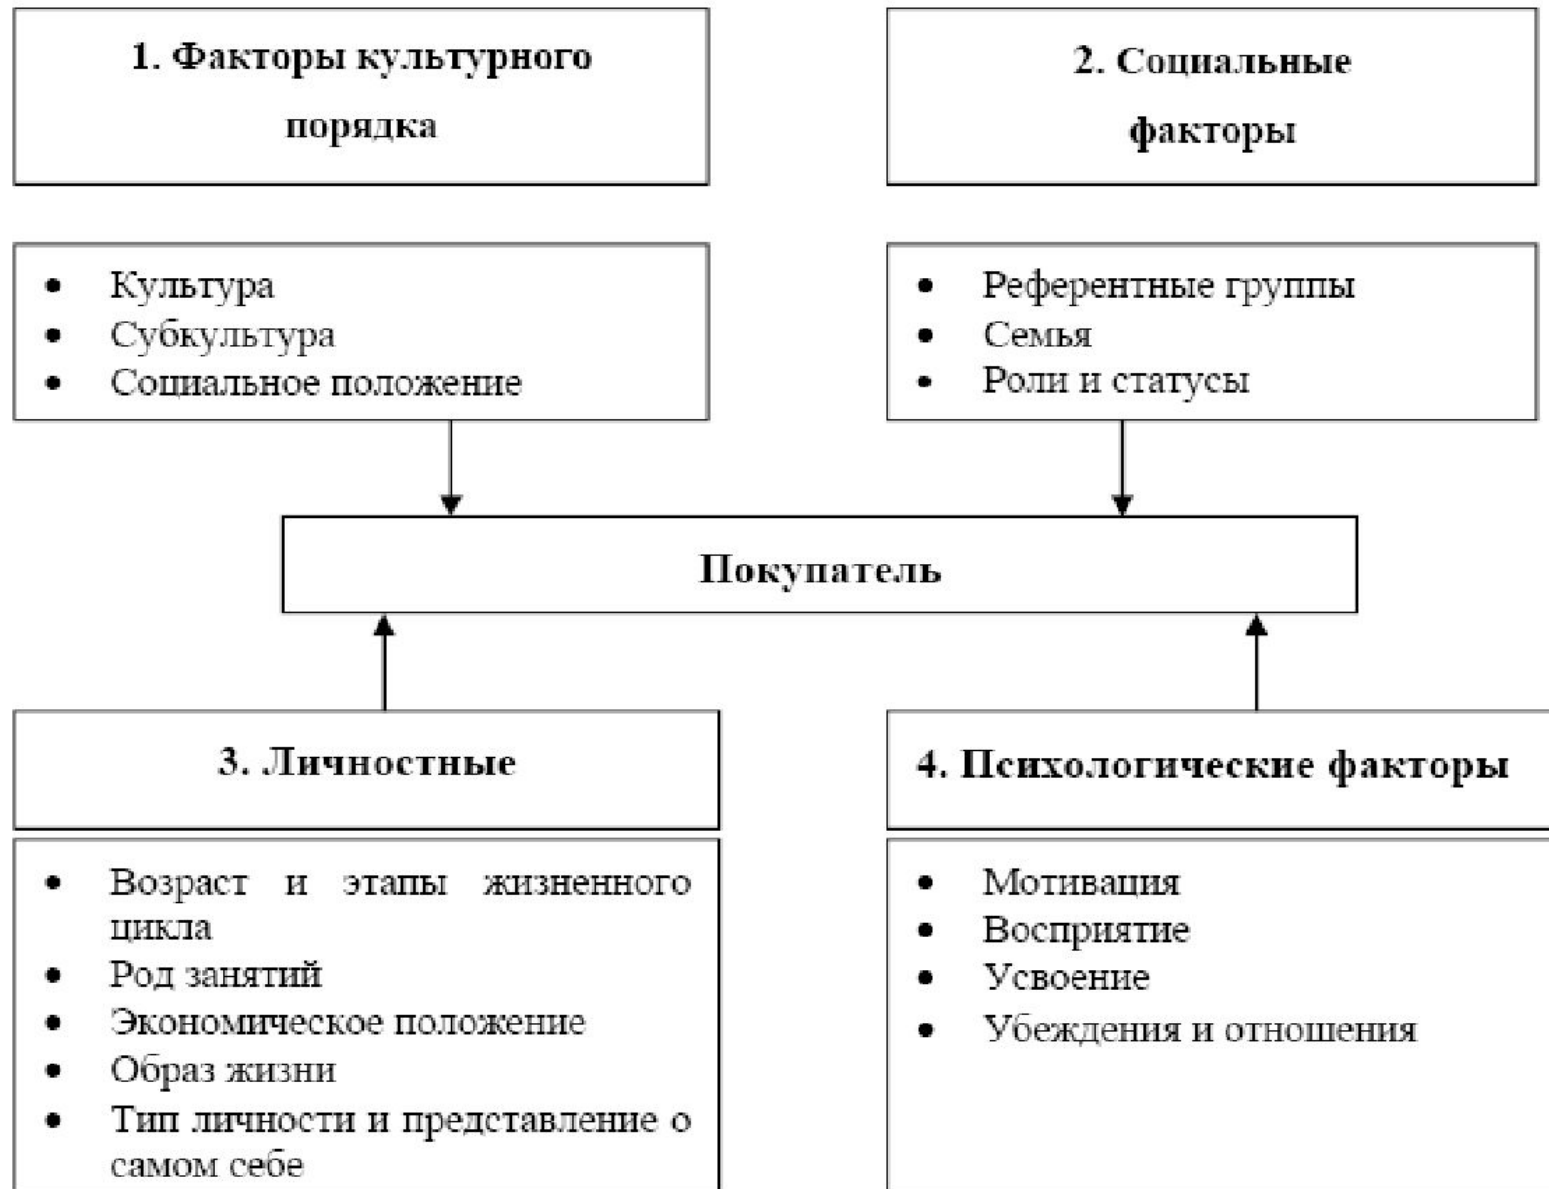 1. Факторы культурного
порядка
2. Социальные
факторы
• Культура
• Субкультура
• Социальное положение
• Референтные группы
• Семья
• Роли и статусы
Покупатель
3. Личностные
4. Психологические факторы
• Возраст и этапы жизненного
цикла
• Род занятий
• Экономическое положение
• Образ жизни
• Тип личности и представление о
самом себе
• Мотивация
• Восприятие
• Усвоение
• Убеждения и отношения